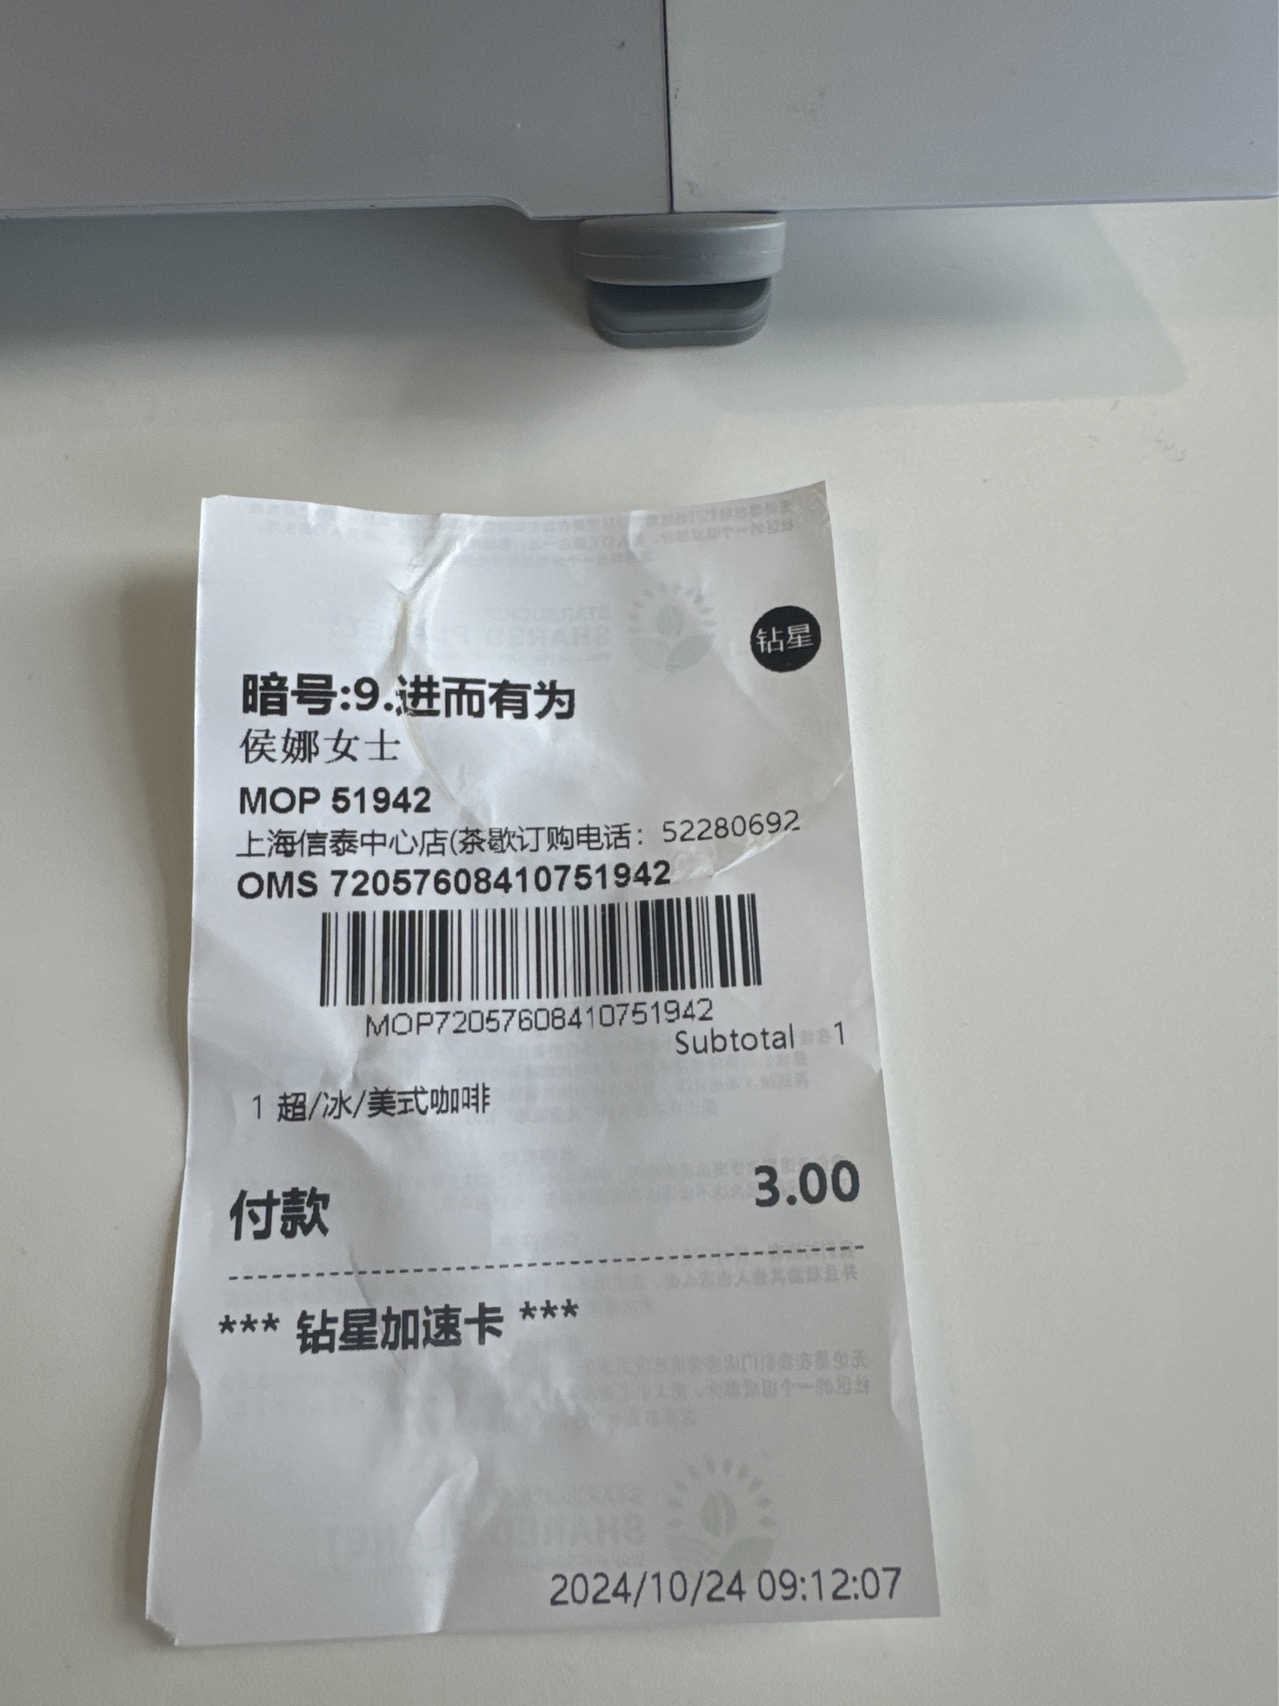 钻星
暗号:9.进而有为
侯娜女士
MOP 51942
上海信泰中心店(茶歇订购电话：52280692
OMS 72057608410751942
MOP72057608410751942
Subtotal 1
1 超/冰/美式咖啡
付款 3.00
*** 钻星加速卡 ***
2024/10/24 09:12:07